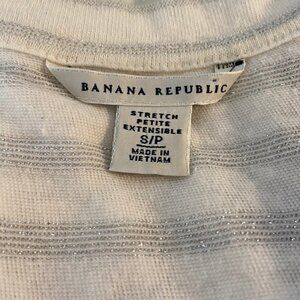 BANANA REPUBLIC
STRETCH
PETITE
EXTENSIBLE
S/P
MADE IN
VIETNAM